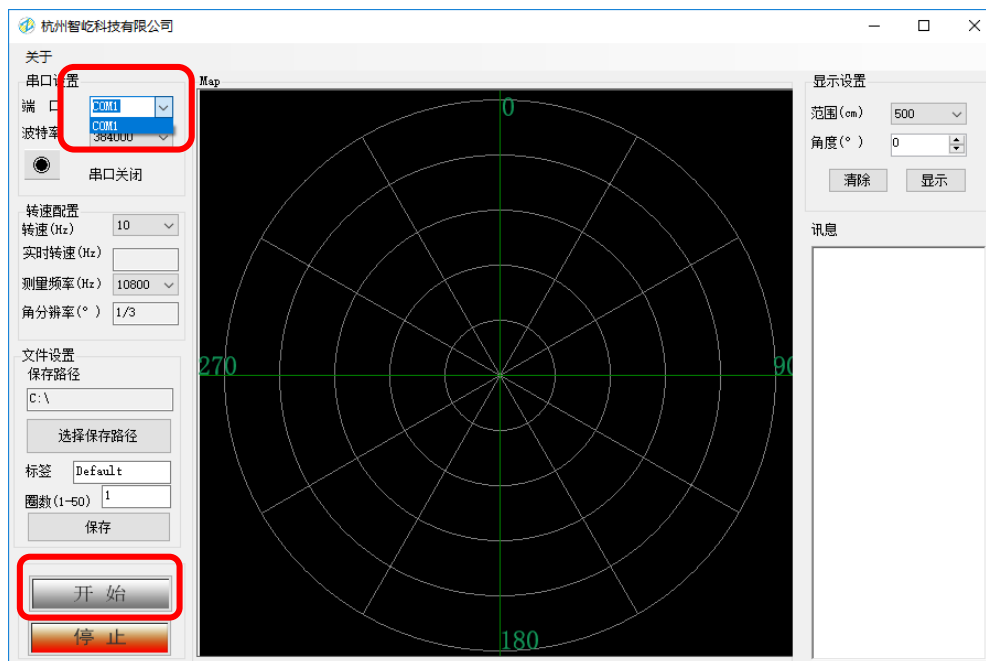 杭州智屹科技有限公司
关于
串口设置
端 口 COM1
COM1
波特率 384000
串口关闭
转速配置
转速(Hz) 10
实时转速(Hz)
测量频率(Hz) 10800
角分辨率(° ) 1/3
文件设置
保存路径
C:\
选择保存路径
标签 Default
圈数(1-50) 1
保存
开 始
停 止
Map
0
270
90
180
显示设置
范围(cm) 500
角度(° ) 0
清除 显示
讯息